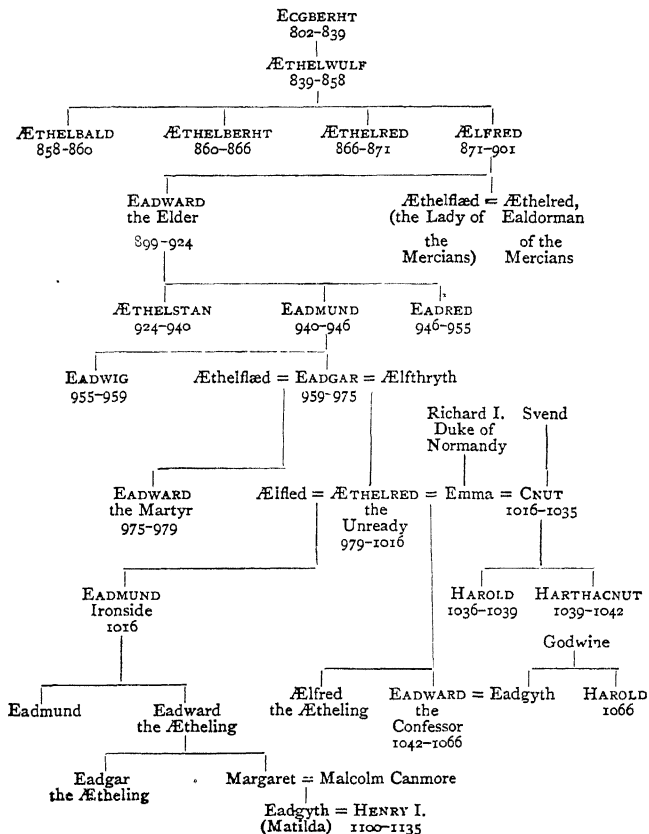 ECGBERHT
802-839
ÆTHELWULF
839-858
ÆTHELBALD ÆTHELBERHT ÆTHELRED ÆLFRED
858-860 860-866 866-871 871-901
EADWARD Æthelflæd = Æthelred,
the Elder (the Lady of Ealdorman
899-924 the of the
Mercians) Mercians
ÆTHELSTAN EADMUND EADRED
924-940 940-946 946-955
EADWIG Æthelflæd = EADGAR = Ælfthryth
955-959 959-975
Richard I. Svend
Duke of
Normandy
EADWARD Ælfled = ÆTHELRED = Emma = CNUT
the Martyr the 1016-1035
975-979 Unready
979-1016
EADMUND HAROLD HARTHACNUT
Ironside 1036-1039 1039-1042
1016
Godwine
Eadmund Eadward Ælfred EADWARD = Eadgyth HAROLD
the Ætheling the Ætheling the 1066
Confessor
1042-1066
Eadgar Margaret = Malcolm Canmore
the Ætheling
Eadgyth = HENRY I.
(Matilda) 1100-1135